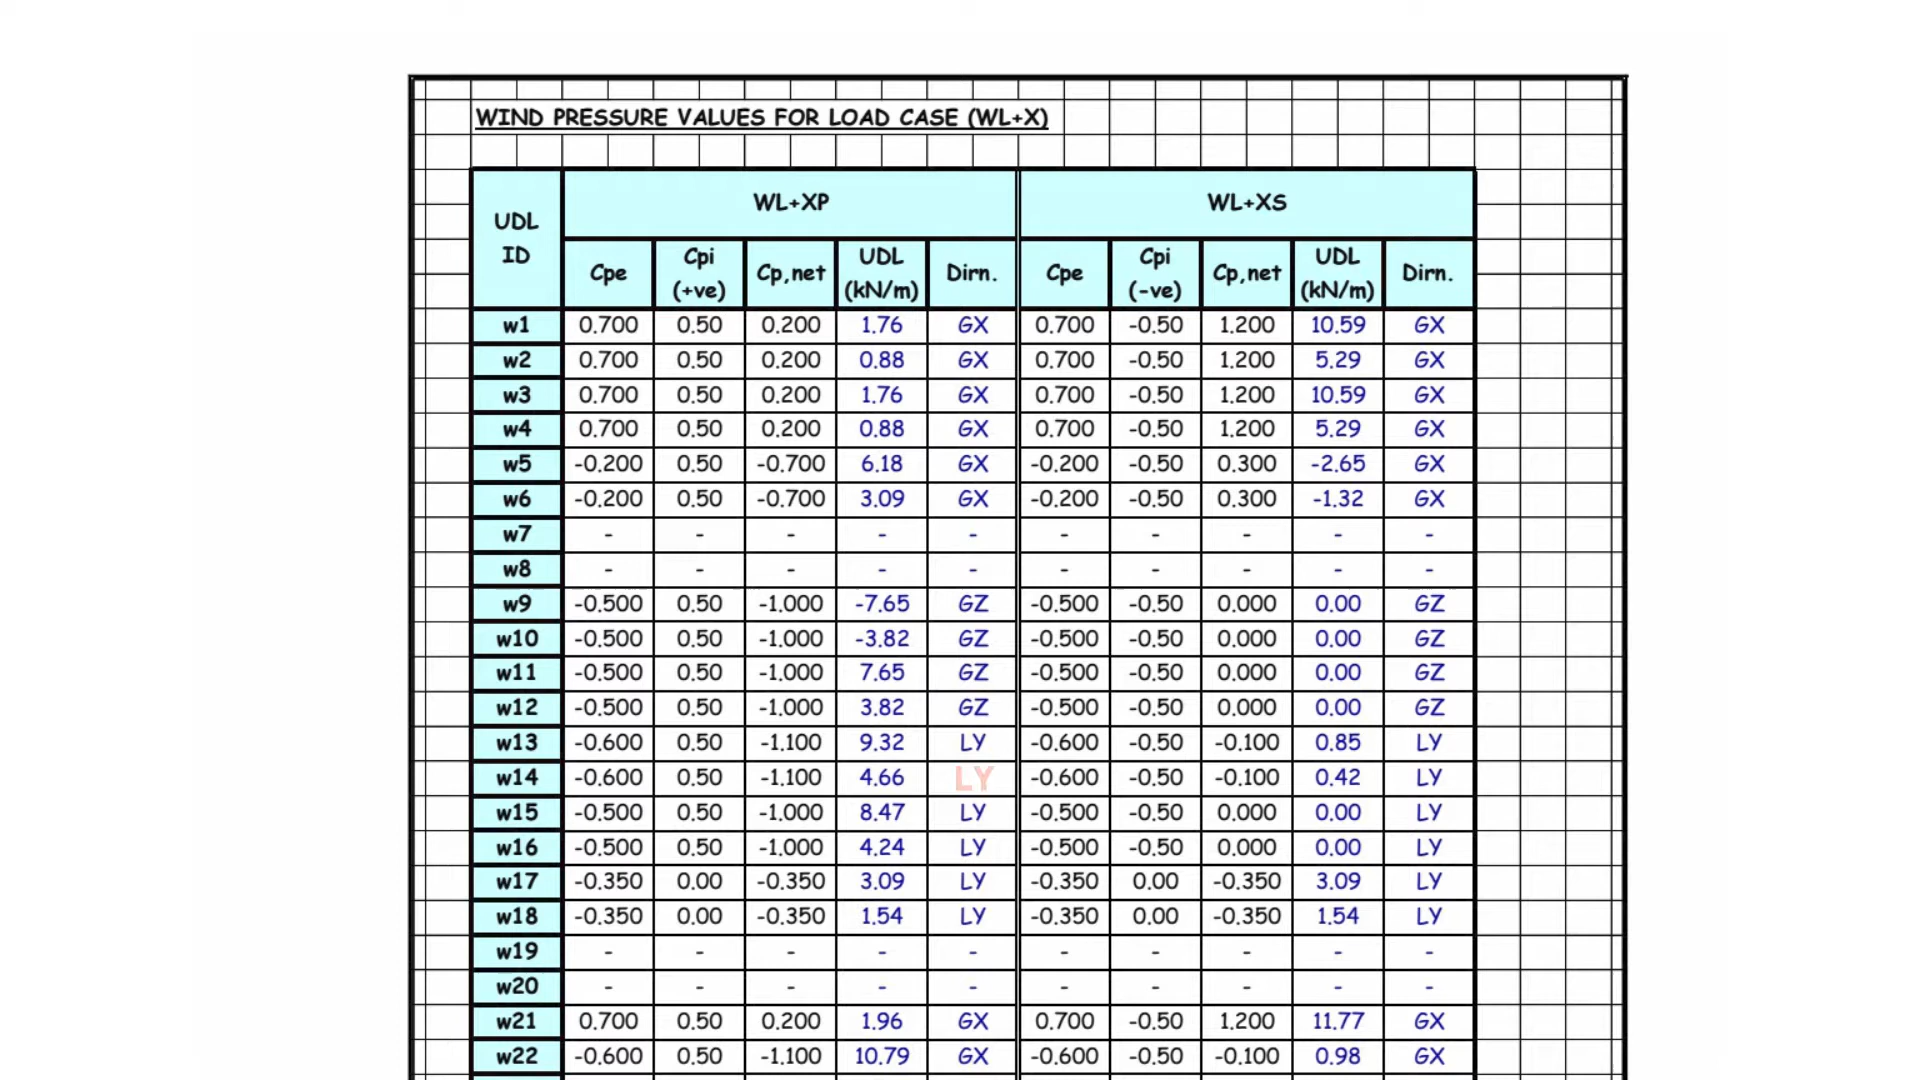 WIND PRESSURE VALUES FOR LOAD CASE (WL+X)
UDL ID WL+XP WL+XS
Cpe Cpi (+ve) Cp,net UDL (kN/m) Dirn. Cpe Cpi (-ve) Cp,net UDL (kN/m) Dirn.
w1 0.700 0.50 0.200 1.76 GX 0.700 -0.50 1.200 10.59 GX
w2 0.700 0.50 0.200 0.88 GX 0.700 -0.50 1.200 5.29 GX
w3 0.700 0.50 0.200 1.76 GX 0.700 -0.50 1.200 10.59 GX
w4 0.700 0.50 0.200 0.88 GX 0.700 -0.50 1.200 5.29 GX
w5 -0.200 0.50 -0.700 6.18 GX -0.200 -0.50 0.300 -2.65 GX
w6 -0.200 0.50 -0.700 3.09 GX -0.200 -0.50 0.300 -1.32 GX
w7 - - - - - - - - - -
w8 - - - - - - - - - -
w9 -0.500 0.50 -1.000 -7.65 GZ -0.500 -0.50 0.000 0.00 GZ
w10 -0.500 0.50 -1.000 -3.82 GZ -0.500 -0.50 0.000 0.00 GZ
w11 -0.500 0.50 -1.000 7.65 GZ -0.500 -0.50 0.000 0.00 GZ
w12 -0.500 0.50 -1.000 3.82 GZ -0.500 -0.50 0.000 0.00 GZ
w13 -0.600 0.50 -1.100 9.32 LY -0.600 -0.50 -0.100 0.85 LY
w14 -0.600 0.50 -1.100 4.66 LY -0.600 -0.50 -0.100 0.42 LY
w15 -0.500 0.50 -1.000 8.47 LY -0.500 -0.50 0.000 0.00 LY
w16 -0.500 0.50 -1.000 4.24 LY -0.500 -0.50 0.000 0.00 LY
w17 -0.350 0.00 -0.350 3.09 LY -0.350 0.00 -0.350 3.09 LY
w18 -0.350 0.00 -0.350 1.54 LY -0.350 0.00 -0.350 1.54 LY
w19 - - - - - - - - - -
w20 - - - - - - - - - -
w21 0.700 0.50 0.200 1.96 GX 0.700 -0.50 1.200 11.77 GX
w22 -0.600 0.50 -1.100 10.79 GX -0.600 -0.50 -0.100 0.98 GX